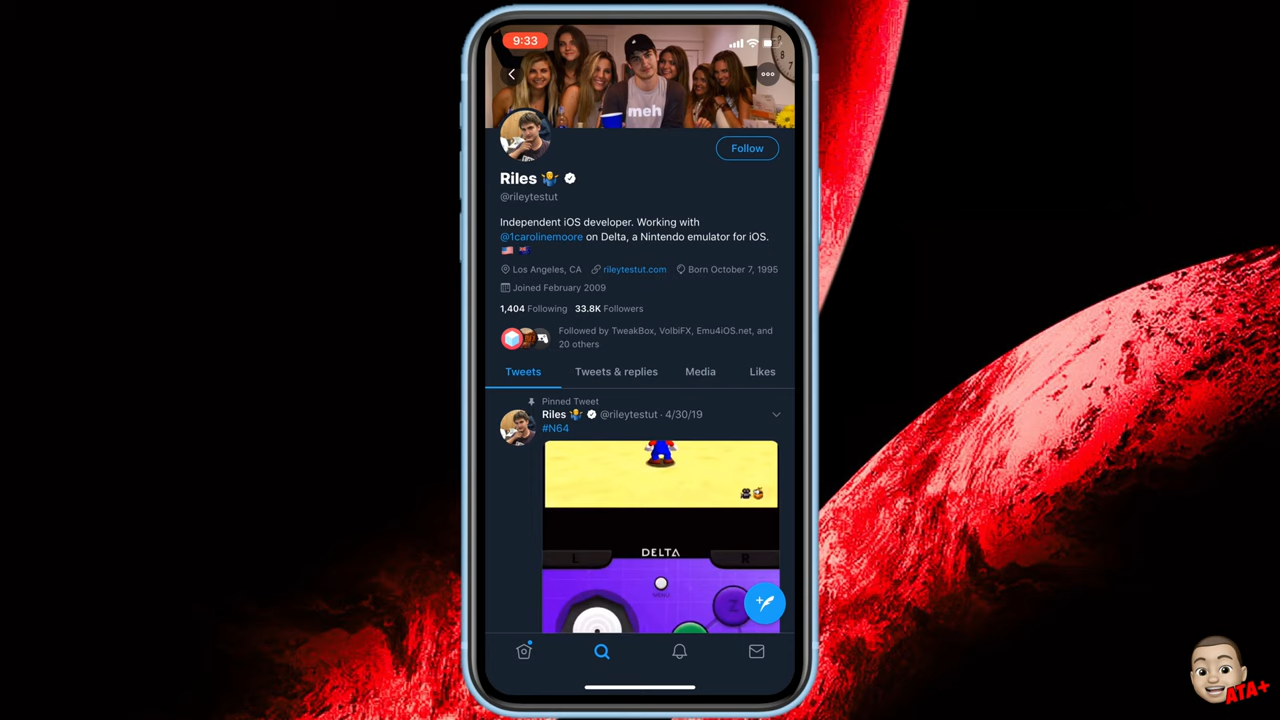 9:33
meh
Follow
Riles 🤷‍♂️
@rileytestut
Independent iOS developer. Working with
@1carolinemoore on Delta, a Nintendo emulator for iOS.
🇺🇸 🇦🇺
Los Angeles, CA rileytestut.com Born October 7, 1995
Joined February 2009
1,404 Following 33.8K Followers
Followed by TweakBox, VolbiFX, Emu4iOS.net, and
20 others
Tweets Tweets & replies Media Likes
Pinned Tweet
Riles 🤷‍♂️ @rileytestut · 4/30/19
#N64
DELTA
L R
MENU
Z
ATA+